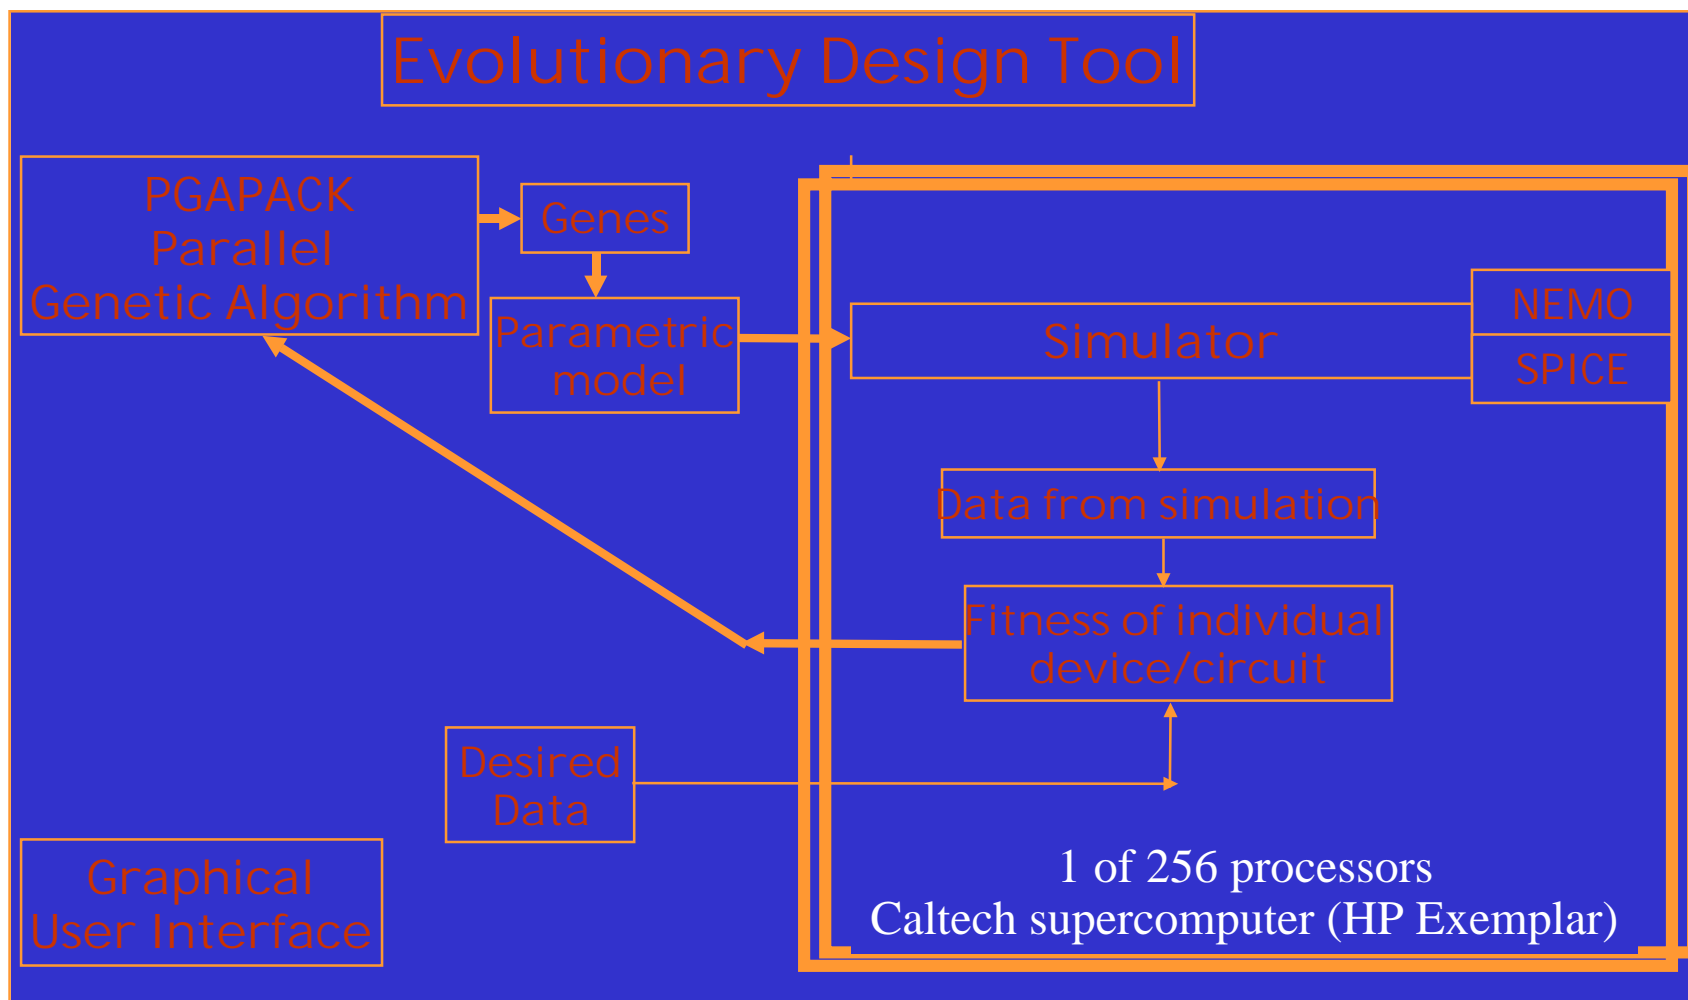 Evolutionary Design Tool
PGAPACK
Parallel
Genetic Algorithm
Genes
Parametric
model
Simulator
NEMO
SPICE
Data from simulation
Fitness of individual
device/circuit
Desired
Data
Graphical
User Interface
1 of 256 processors
Caltech supercomputer (HP Exemplar)